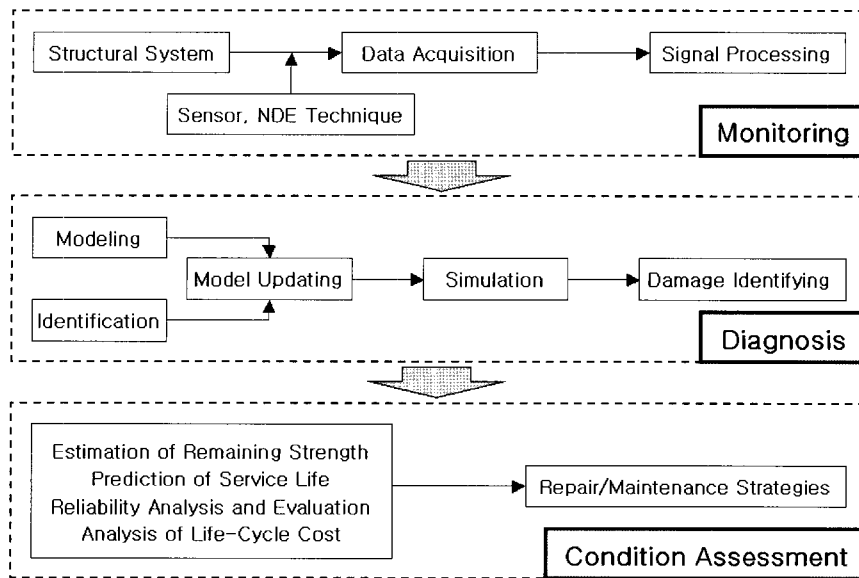 Structural System
Data Acquisition
Signal Processing
Sensor, NDE Technique
Monitoring
Modeling
Model Updating
Simulation
Damage Identifying
Identification
Diagnosis
Estimation of Remaining Strength
Prediction of Service Life
Reliability Analysis and Evaluation
Analysis of Life-Cycle Cost
Repair/Maintenance Strategies
Condition Assessment